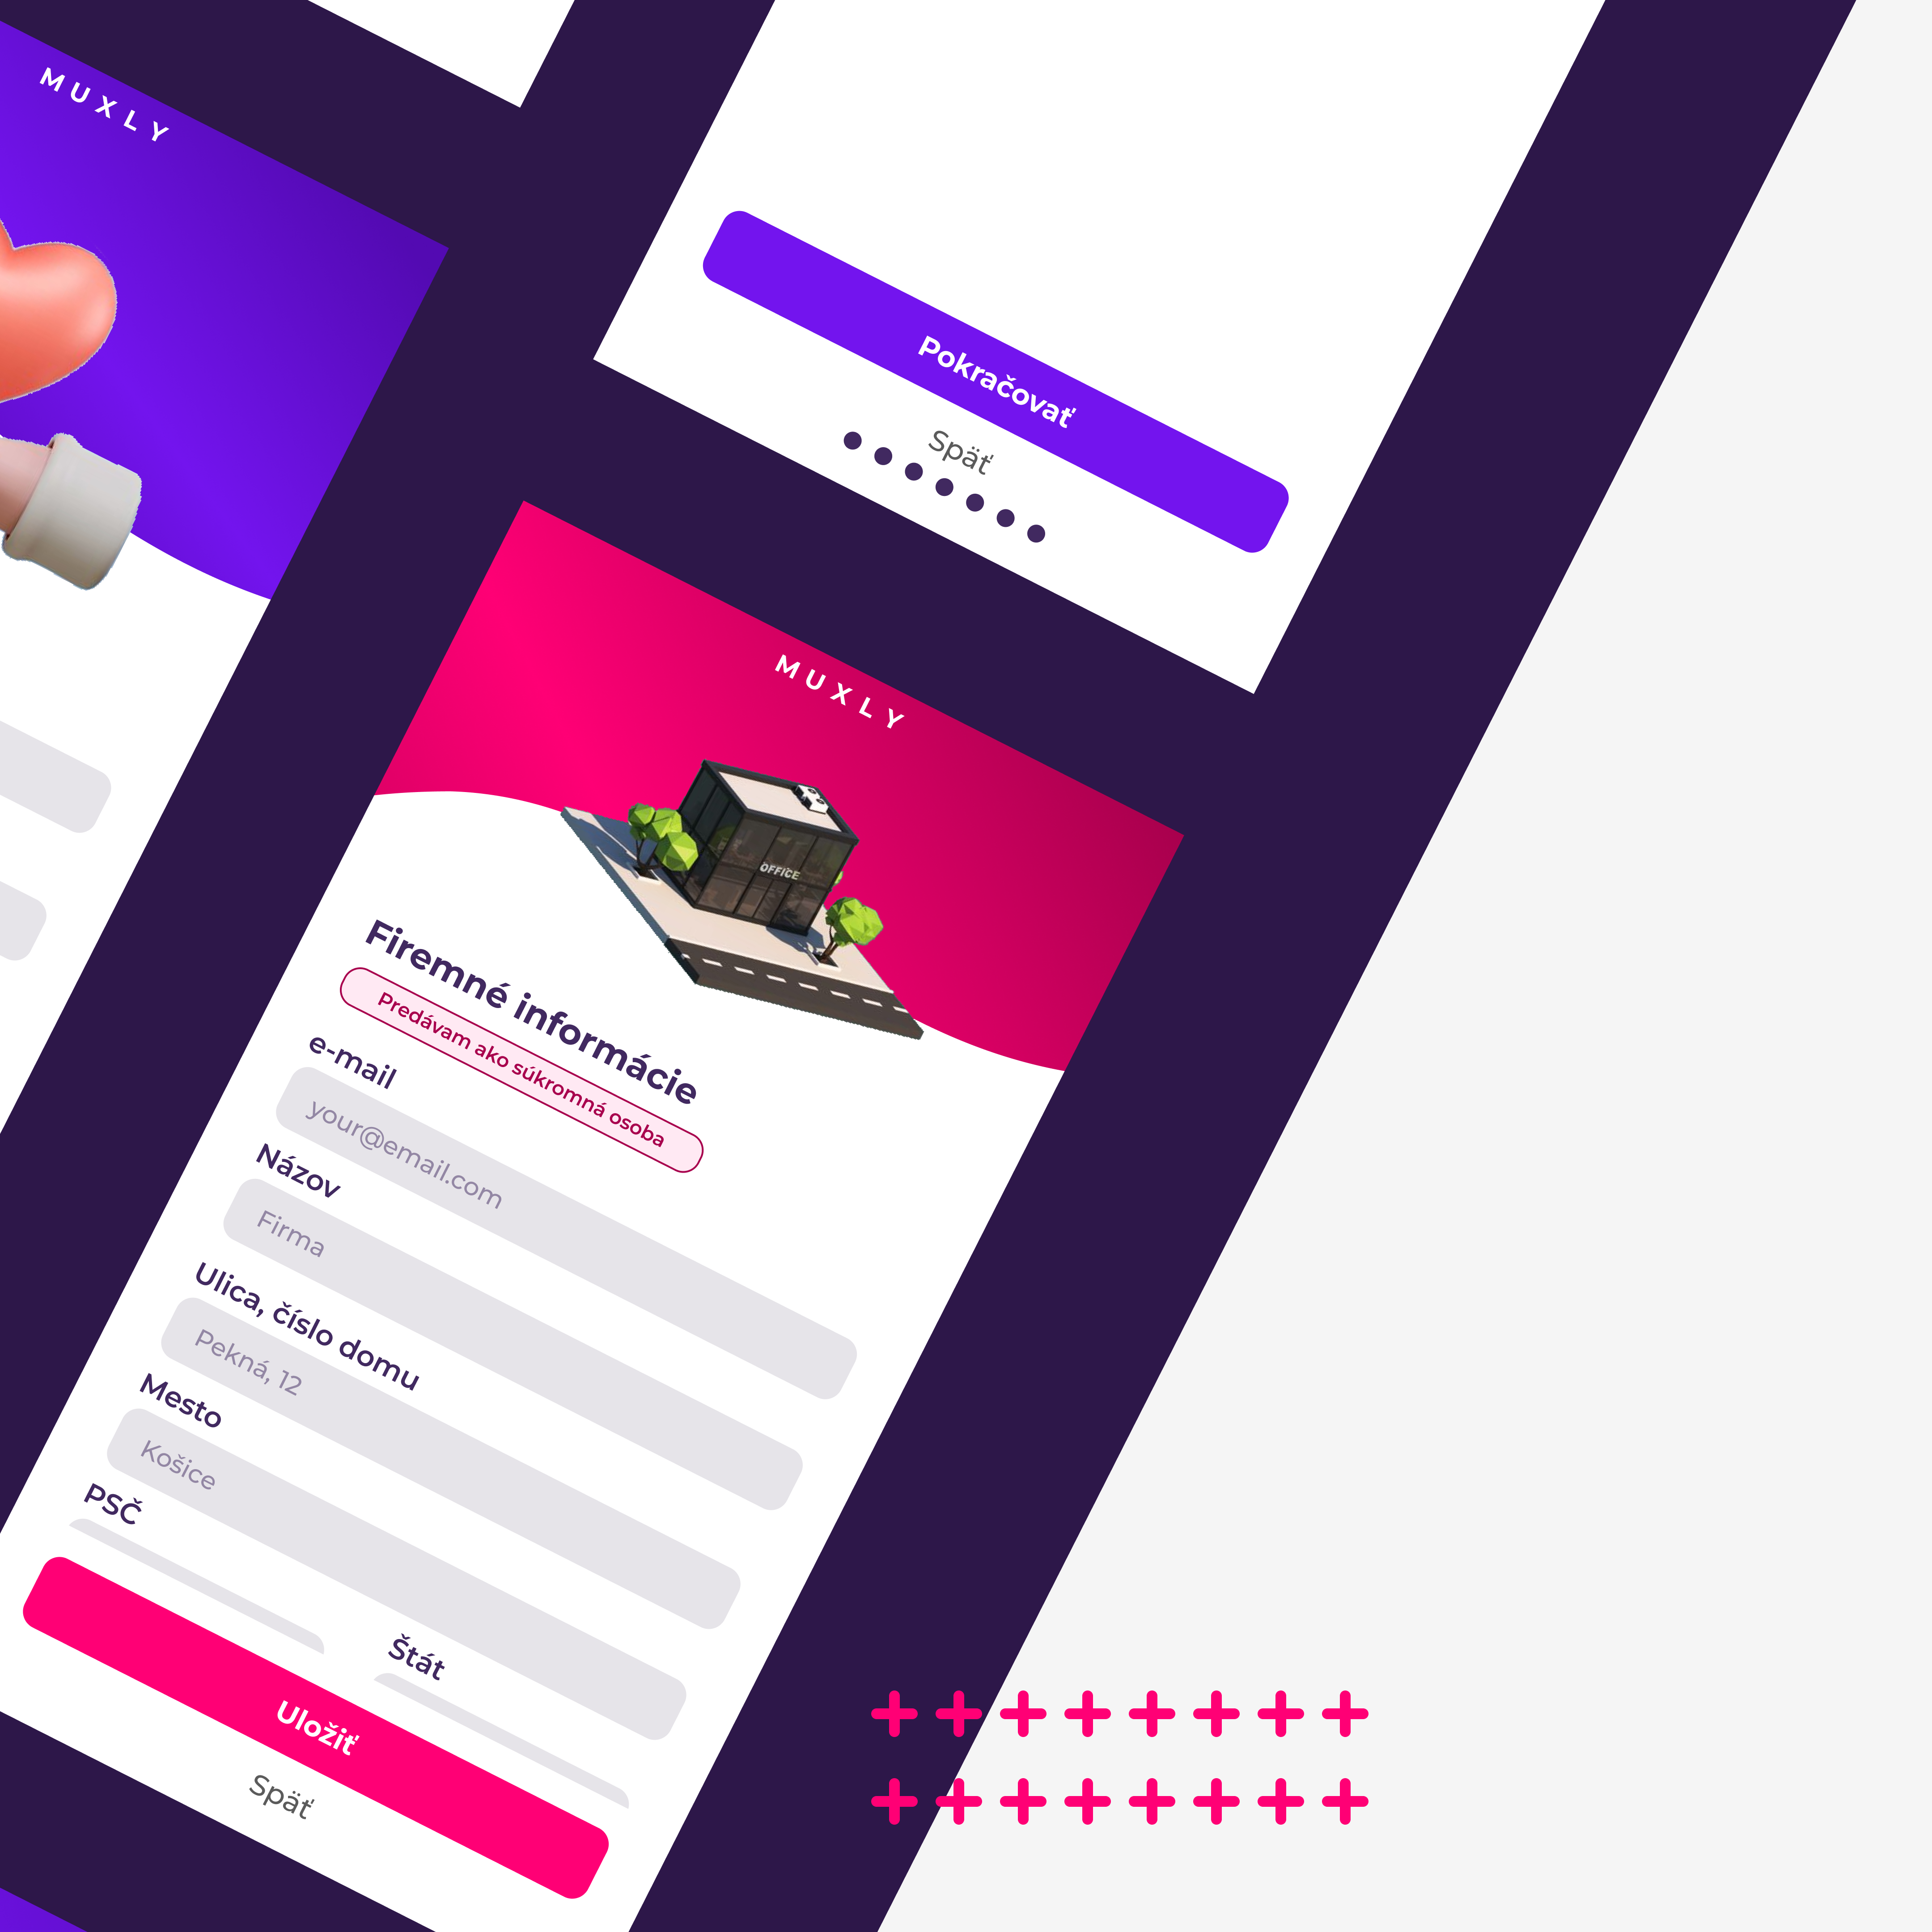 MUXLY
Pokračovať
Späť
MUXLY
OFFICE
Firemné informácie
Predávam ako súkromná osoba
e-mail
your@email.com
Názov
Firma
Ulica, číslo domu
Pekná, 12
Mesto
Košice
PSČ
Štát
Uložiť
Späť